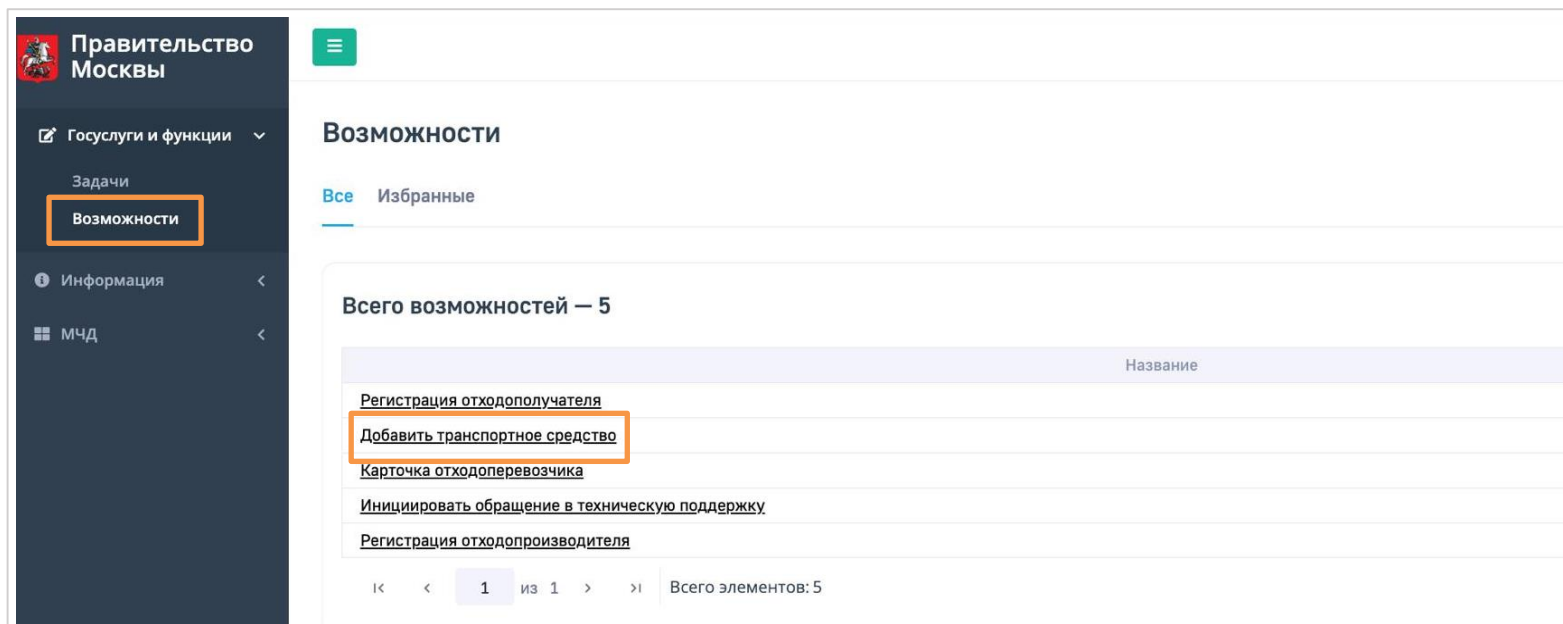 Правительство
Москвы
Госуслуги и функции
Задачи
Возможности
Информация
МЧД
Возможности
Все Избранные
Всего возможностей — 5
Название
Регистрация отходополучателя
Добавить транспортное средство
Карточка отходоперевозчика
Инициировать обращение в техническую поддержку
Регистрация отходопроизводителя
1 из 1 Всего элементов: 5